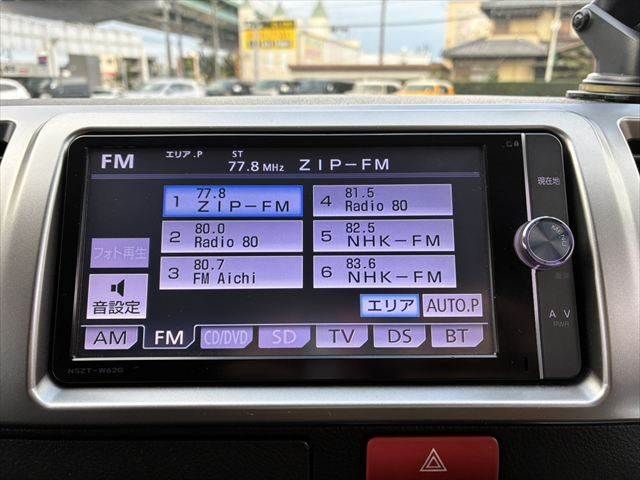 FM エリア.P ST 77.8 MHz ZIP-FM
1 77.8 ZIP-FM
4 81.5 Radio 80
2 80.0 Radio 80
5 82.5 NHK-FM
3 80.7 FM Aichi
6 83.6 NHK-FM
フォト再生
音設定
エリア AUTO.P
AM FM CD/DVD SD TV DS BT
NSZT-W62G
現在地
MENU
A V
PWR